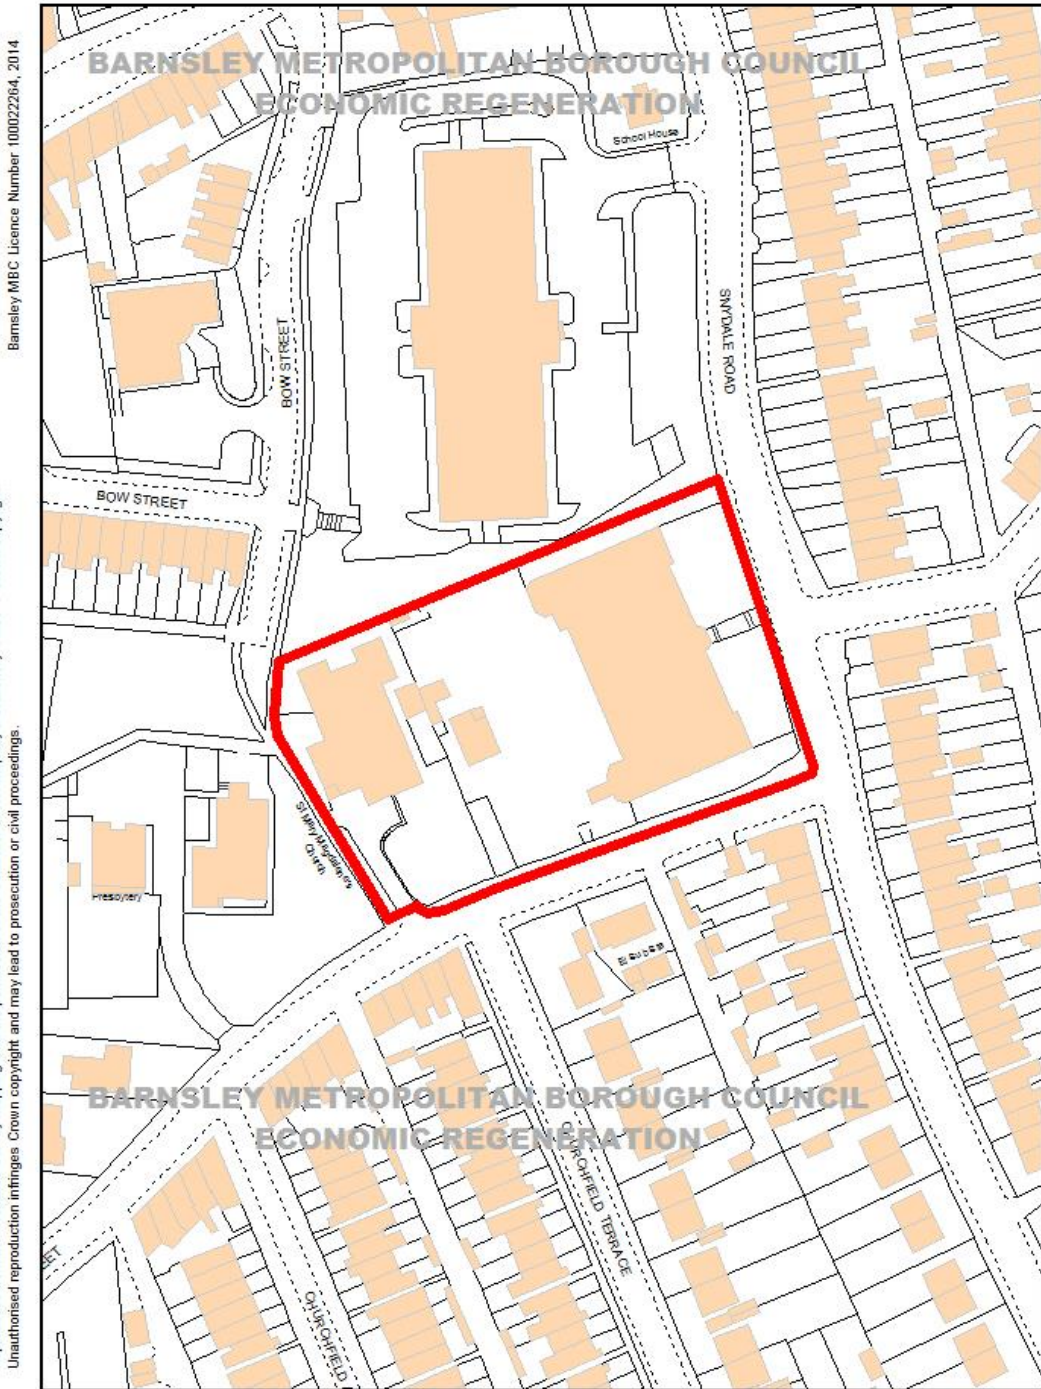 Barnsley MBC Licence Number 100022264, 2014
Unauthorised reproduction infringes Crown copyright and may lead to prosecution or civil proceedings.
BARNSLEY METROPOLITAN BOROUGH COUNCIL
ECONOMIC REGENERATION
School House
SNYDALE ROAD
BOW STREET
BOW STREET
St Mary Magdalene's
Church
Presbytery
BARNSLEY METROPOLITAN BOROUGH COUNCIL
ECONOMIC REGENERATION
CHURCHFIELD TERRACE
CHURCHFIELD
EET